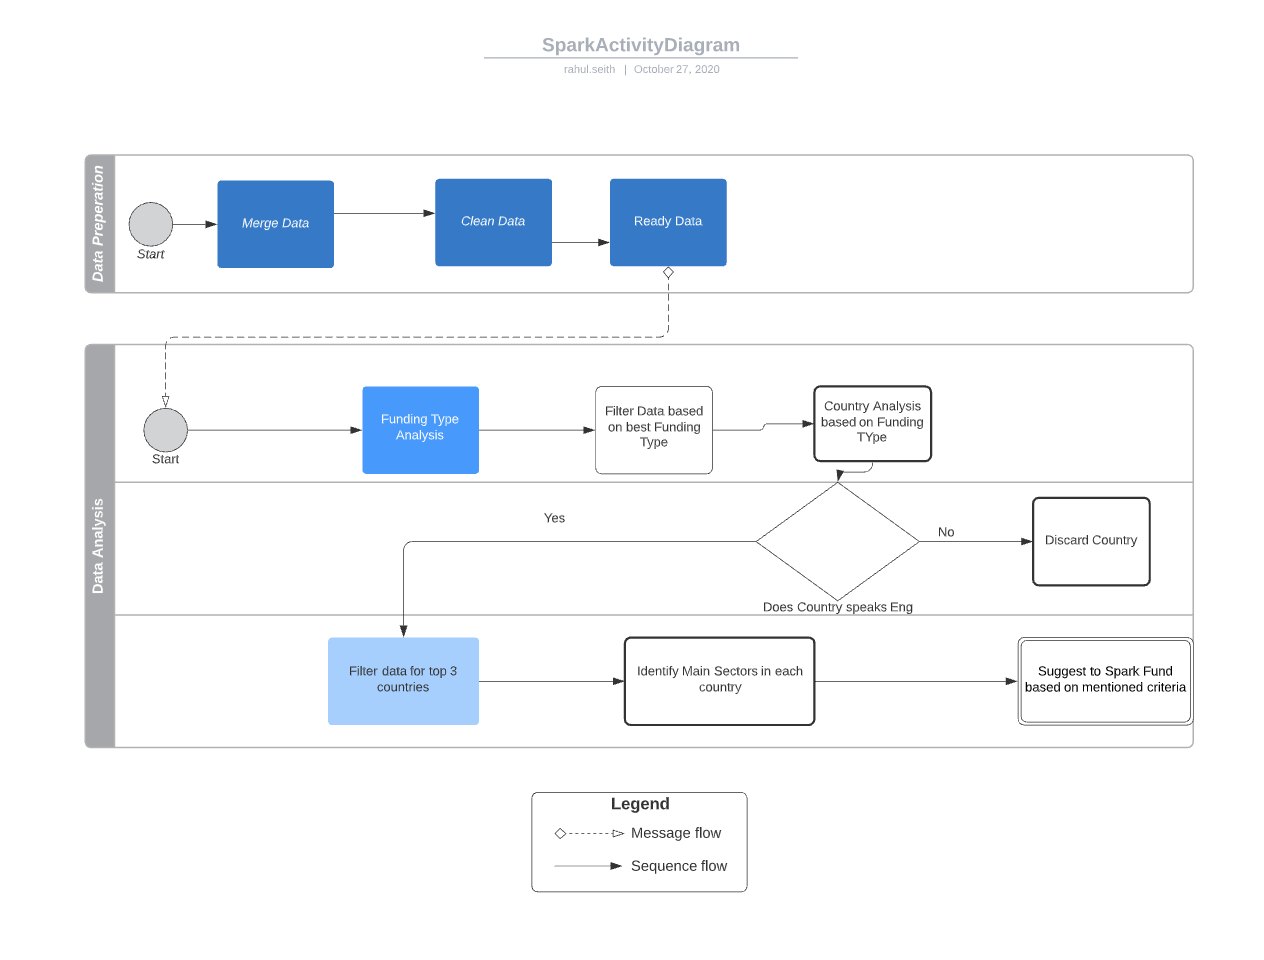 SparkActivityDiagram
rahul.seith | October 27, 2020
Data Preperation
Start
Merge Data
Clean Data
Ready Data
Data Analysis
Start
Funding Type
Analysis
Filter Data based
on best Funding
Type
Country Analysis
based on Funding
TYpe
Yes
No
Discard Country
Does Country speaks Eng
Filter data for top 3
countries
Identify Main Sectors in each
country
Suggest to Spark Fund
based on mentioned criteria
Legend
Message flow
Sequence flow